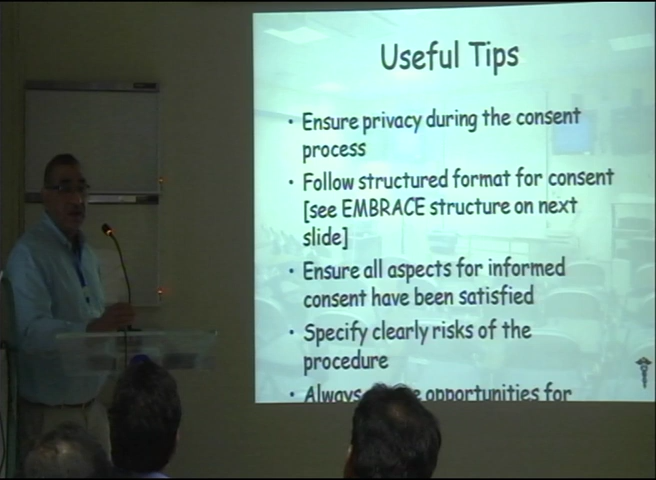 Useful Tips
• Ensure privacy during the consent
process
• Follow structured format for consent
[see EMBRACE structure on next
slide]
• Ensure all aspects for informed
consent have been satisfied
• Specify clearly risks of the
procedure
• Always opportunities for